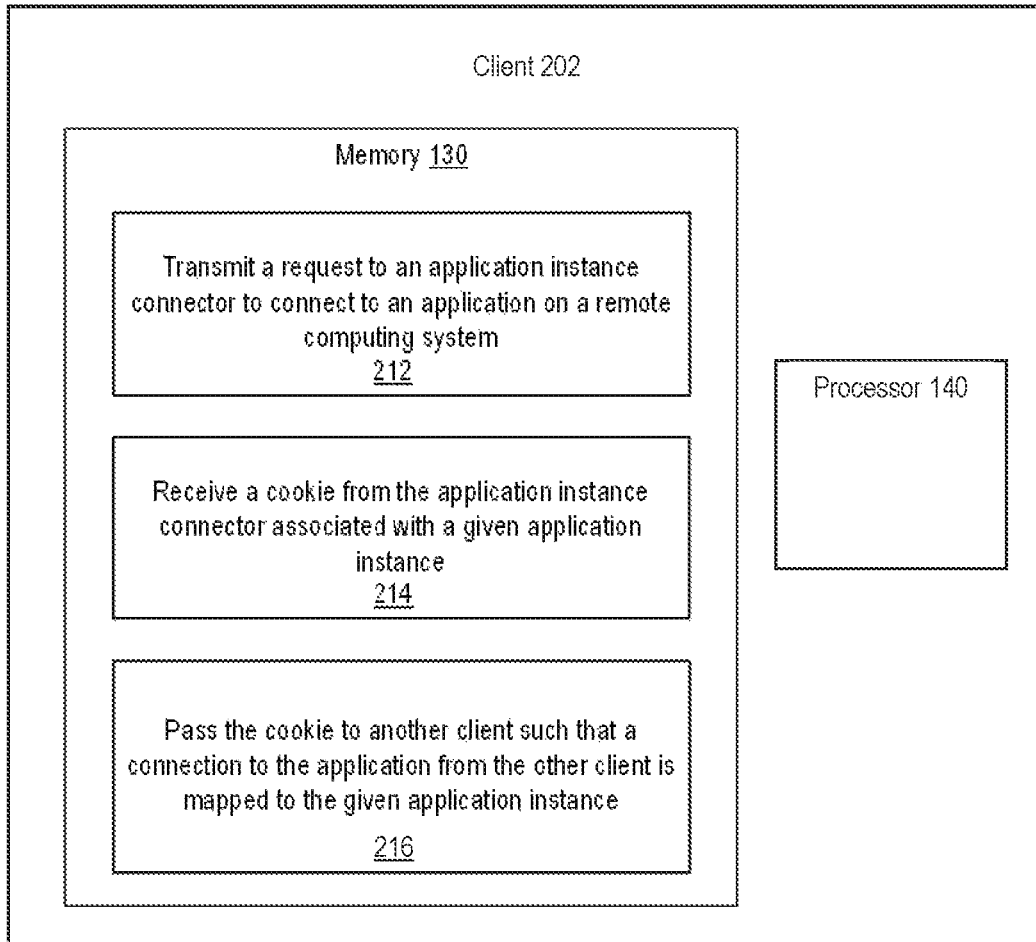 Client 202
Memory 130
Transmit a request to an application instance
connector to connect to an application on a remote
computing system
212
Processor 140
Receive a cookie from the application instance
connector associated with a given application
instance
214
Pass the cookie to another client such that a
connection to the application from the other client is
mapped to the given application instance
216